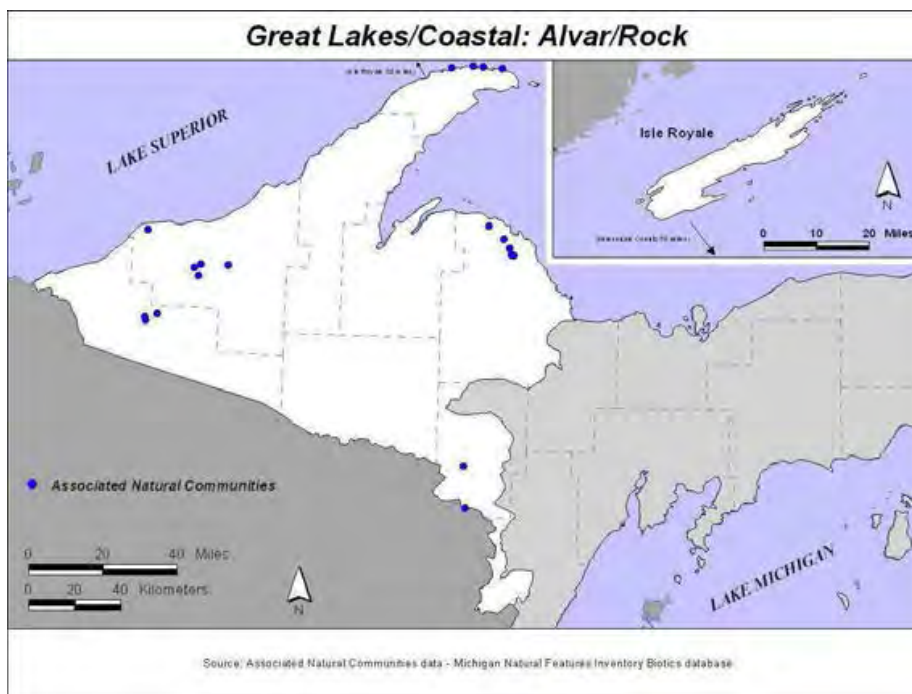 Great Lakes/Coastal: Alvar/Rock
LAKE SUPERIOR
Isle Royale
N
0 10 20 Miles
Associated Natural Communities
0 20 40 Miles
0 20 40 Kilometers
N
LAKE MICHIGAN
Source: Associated Natural Communities data - Michigan Natural Features Inventory Biotics database